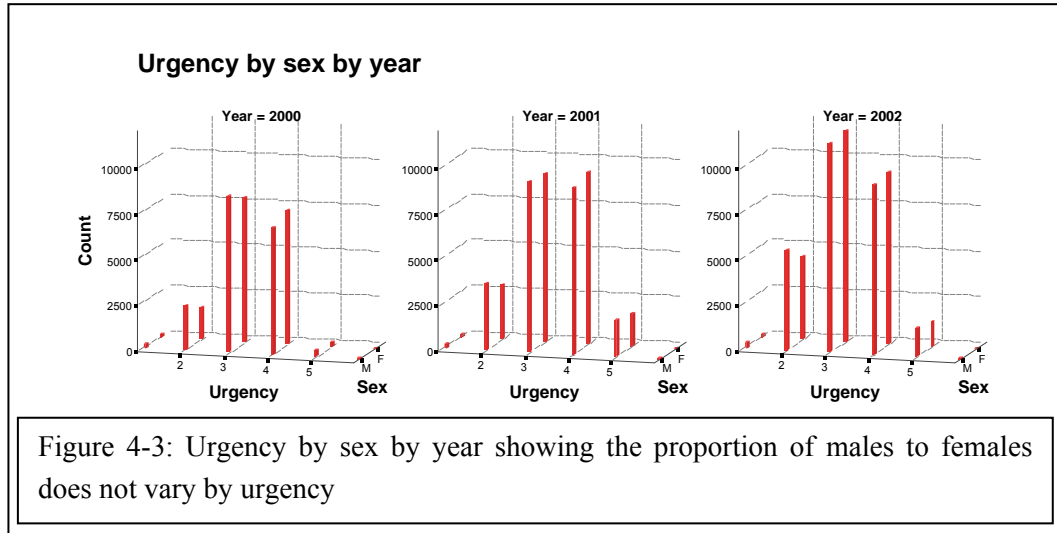 Urgency by sex by year
Year = 2000
Year = 2001
Year = 2002
Count
10000
7500
5000
2500
0
2
3
4
5
M
F
Urgency
Sex
10000
7500
5000
2500
0
2
3
4
5
M
F
Urgency
Sex
10000
7500
5000
2500
0
2
3
4
5
M
F
Urgency
Sex
Figure 4-3: Urgency by sex by year showing the proportion of males to females
does not vary by urgency